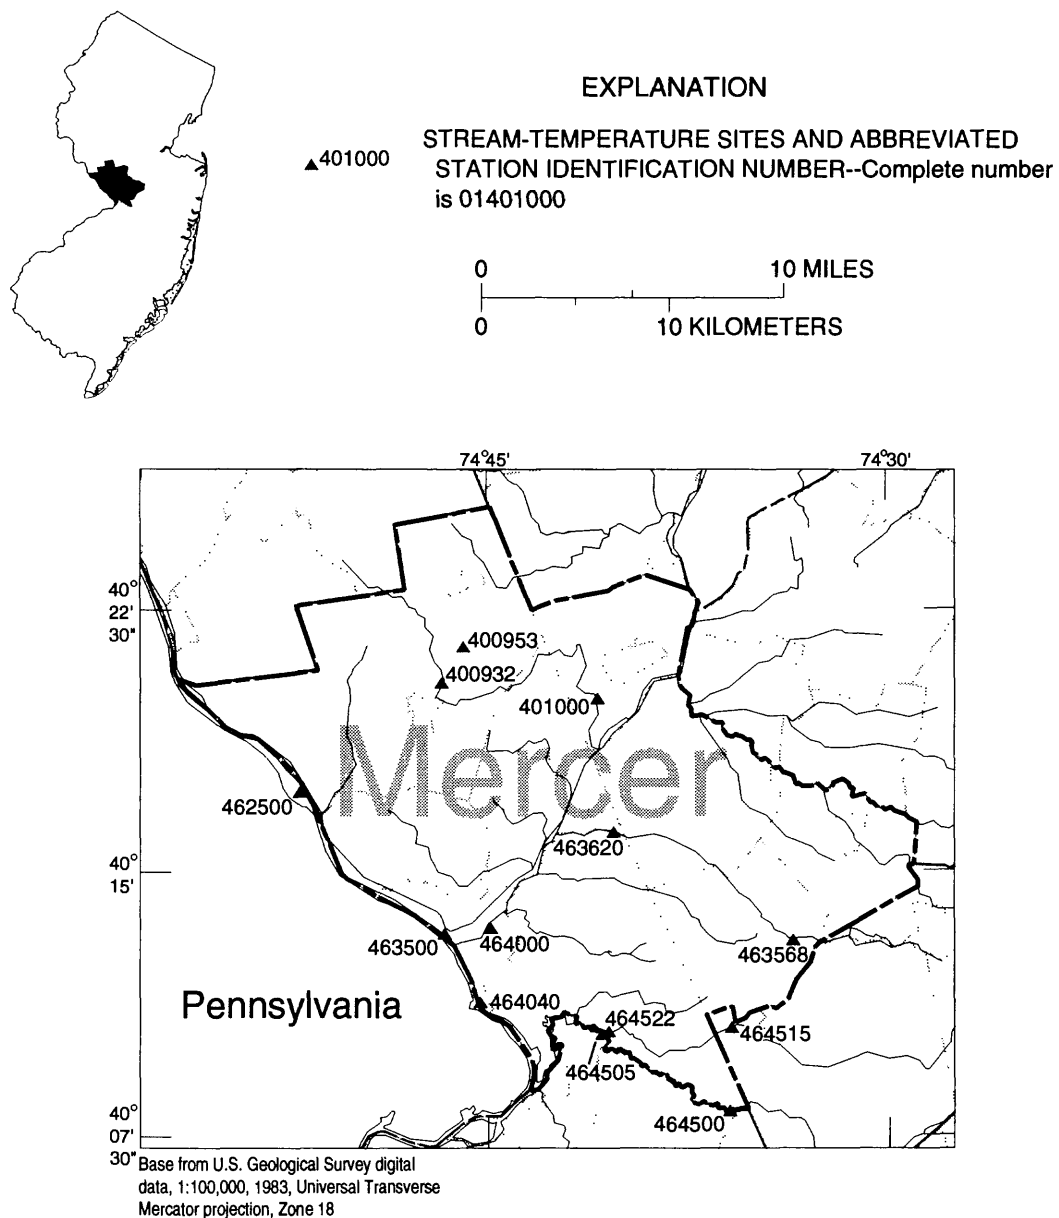 EXPLANATION
401000
STREAM-TEMPERATURE SITES AND ABBREVIATED
STATION IDENTIFICATION NUMBER--Complete number
is 01401000
0 10 MILES
0 10 KILOMETERS
74°45' 74°30'
40°
22'
30"
400953
400932
401000
Mercer
462500
463620
40°
15'
463500
464000
463568
Pennsylvania
464040
464522
464515
464505
464500
40°
07'
30"
Base from U.S. Geological Survey digital
data, 1:100,000, 1983, Universal Transverse
Mercator projection, Zone 18